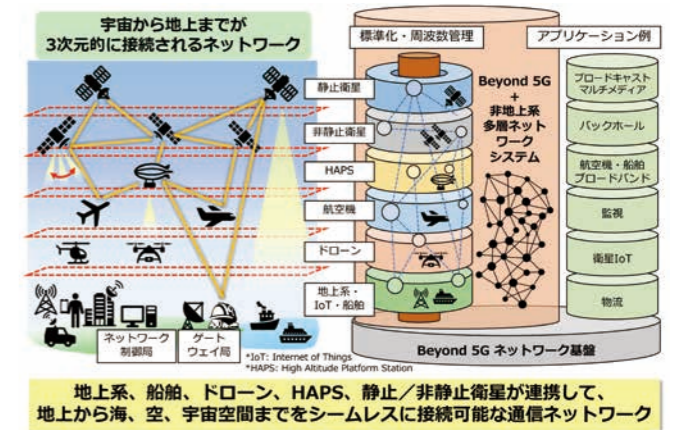 宇宙から地上までが
3次元的に接続されるネットワーク
標準化・周波数管理
アプリケーション例
静止衛星
非静止衛星
HAPS
航空機
ドローン
地上系・
IoT・船舶
Beyond 5G
+
非地上系
多層ネット
ワーク
システム
ブロードキャスト
マルチメディア
バックホール
航空機・船舶
ブロードバンド
監視
衛星IoT
物流
ネットワーク
制御局
ゲート
ウェイ局
*IoT: Internet of Things
*HAPS: High Altitude Platform Station
Beyond 5G ネットワーク基盤
地上系、船舶、ドローン、HAPS、静止／非静止衛星が連携して、
地上から海、空、宇宙空間までをシームレスに接続可能な通信ネットワーク